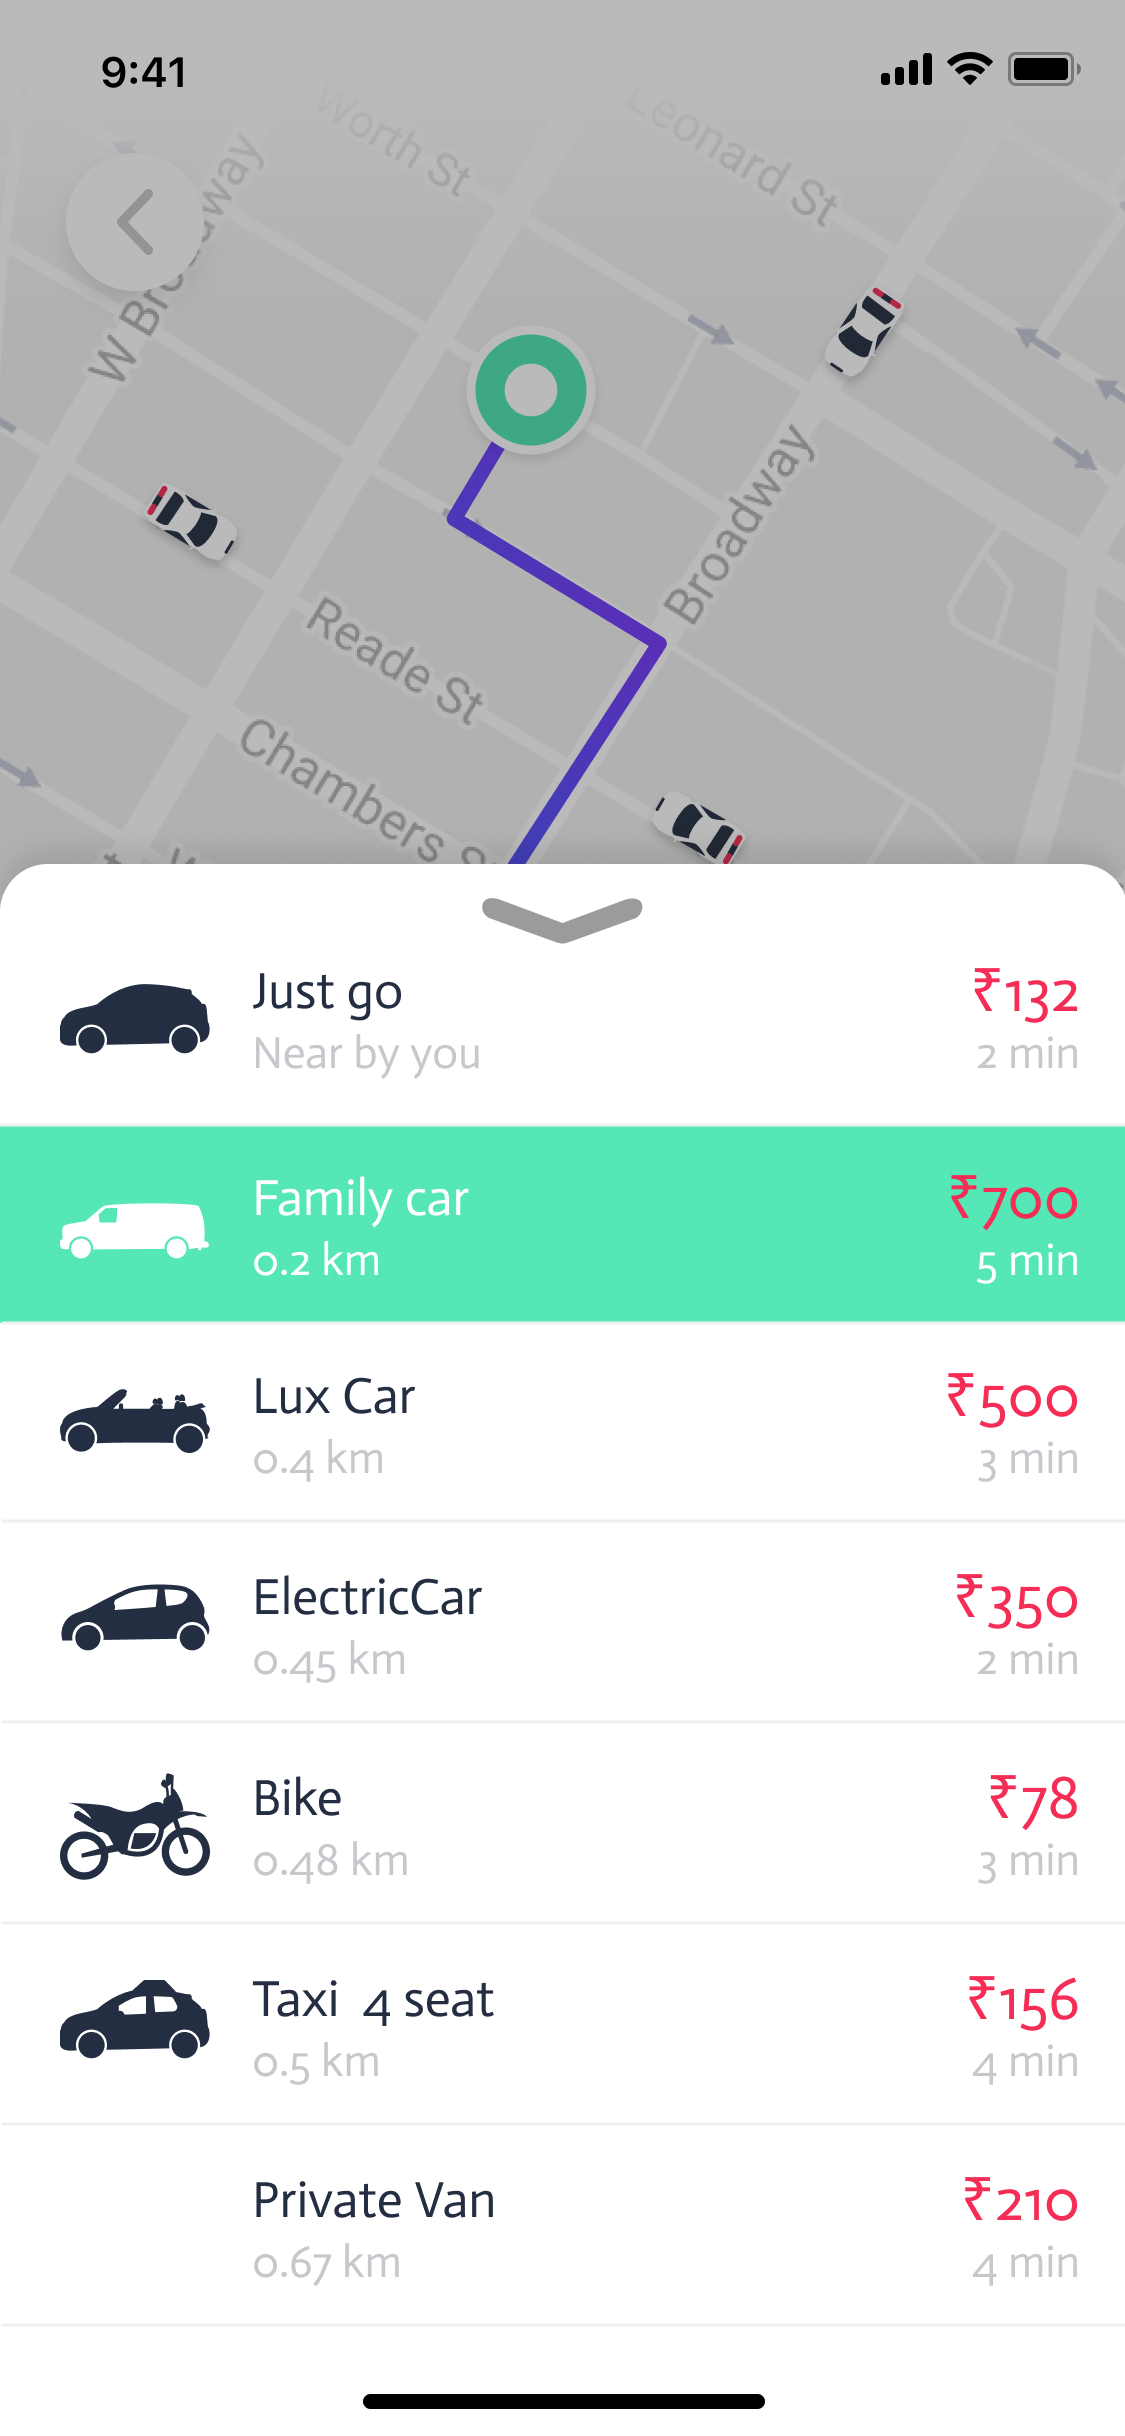 9:41
Worth St
Leonard St
W Broadway
Broadway
Reade St
Chambers St
Just go
₹132
Near by you
2 min
Family car
₹700
0.2 km
5 min
Lux Car
₹500
0.4 km
3 min
ElectricCar
₹350
0.45 km
2 min
Bike
₹78
0.48 km
3 min
Taxi  4 seat
₹156
0.5 km
4 min
Private Van
₹210
0.67 km
4 min